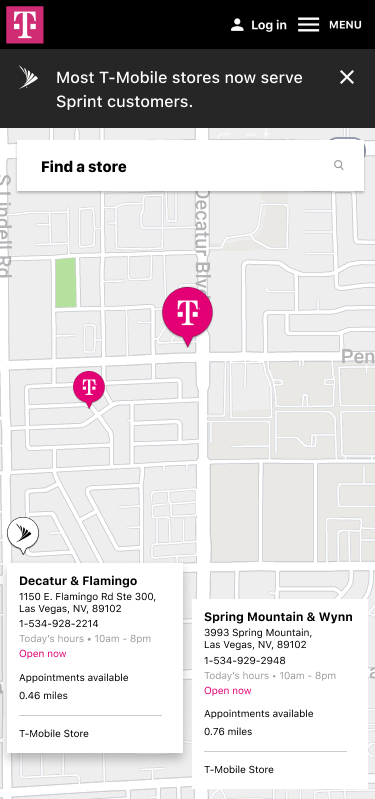 T
Log in
MENU
Most T-Mobile stores now serve
Sprint customers.
Find a store
S Lindell Rd
Decatur Blv
T
Pen
T
Decatur & Flamingo
1150 E. Flamingo Rd Ste 300,
Las Vegas, NV, 89102
1-534-928-2214
Today's hours • 10am - 8pm
Open now
Appointments available
0.46 miles
T-Mobile Store
Spring Mountain & Wynn
3993 Spring Mountain,
Las Vegas, NV, 89102
1-534-929-2948
Today's hours • 10am - 8pm
Open now
Appointments available
0.76 miles
T-Mobile Store